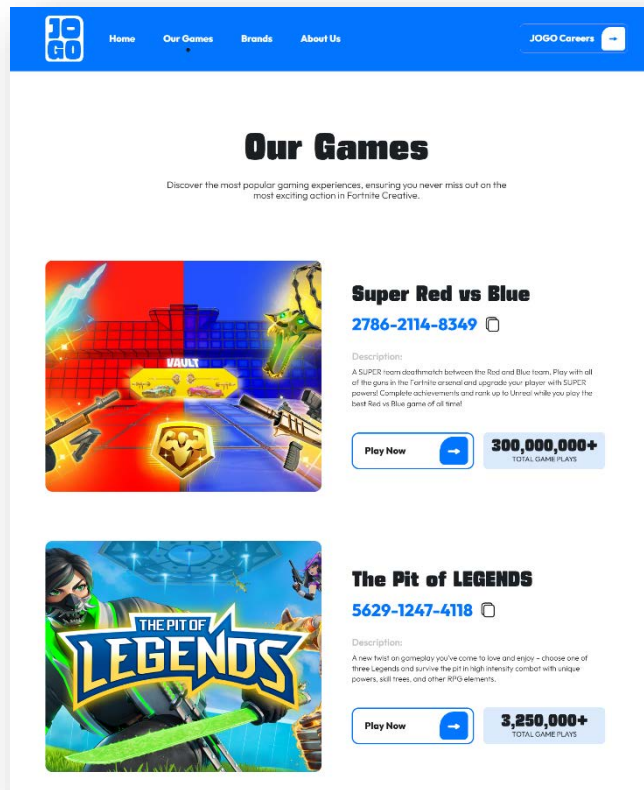 JO
GO
Home
Our Games
Brands
About Us
JOGO Careers
Our Games
Discover the most popular gaming experiences, ensuring you never miss out on the
most exciting action in Fortnite Creative.
VAULT
Super Red vs Blue
2786-2114-8349
Description:
A SUPER team deathmatch between the Red and Blue team. Play with all
of the guns in the Fortnite arsenal and upgrade your player with SUPER
powers! Complete achievements and rank up to Unreal while you play the
best Red vs Blue game of all time!
Play Now
300,000,000+
TOTAL GAME PLAYS
THE PIT OF
LEGENDS
The Pit of LEGENDS
5629-1247-4118
Description:
A new twist on gameplay you've come to love and enjoy – choose one of
three Legends and survive the pit in high intensity combat with unique
powers, skill trees, and other RPG elements.
Play Now
3,250,000+
TOTAL GAME PLAYS